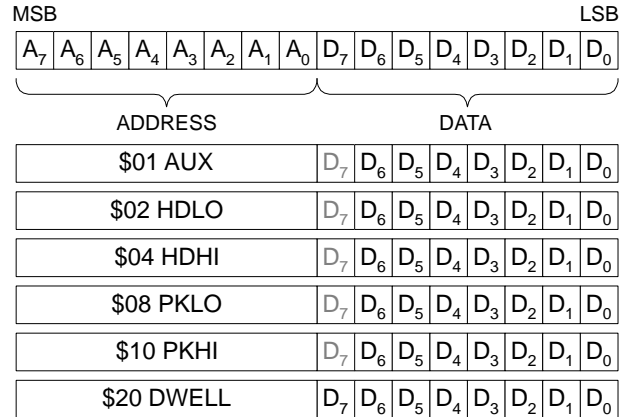 MSB LSB
A7 A6 A5 A4 A3 A2 A1 A0 D7 D6 D5 D4 D3 D2 D1 D0
ADDRESS DATA
$01 AUX D7 D6 D5 D4 D3 D2 D1 D0
$02 HDLO D7 D6 D5 D4 D3 D2 D1 D0
$04 HDHI D7 D6 D5 D4 D3 D2 D1 D0
$08 PKLO D7 D6 D5 D4 D3 D2 D1 D0
$10 PKHI D7 D6 D5 D4 D3 D2 D1 D0
$20 DWELL D7 D6 D5 D4 D3 D2 D1 D0